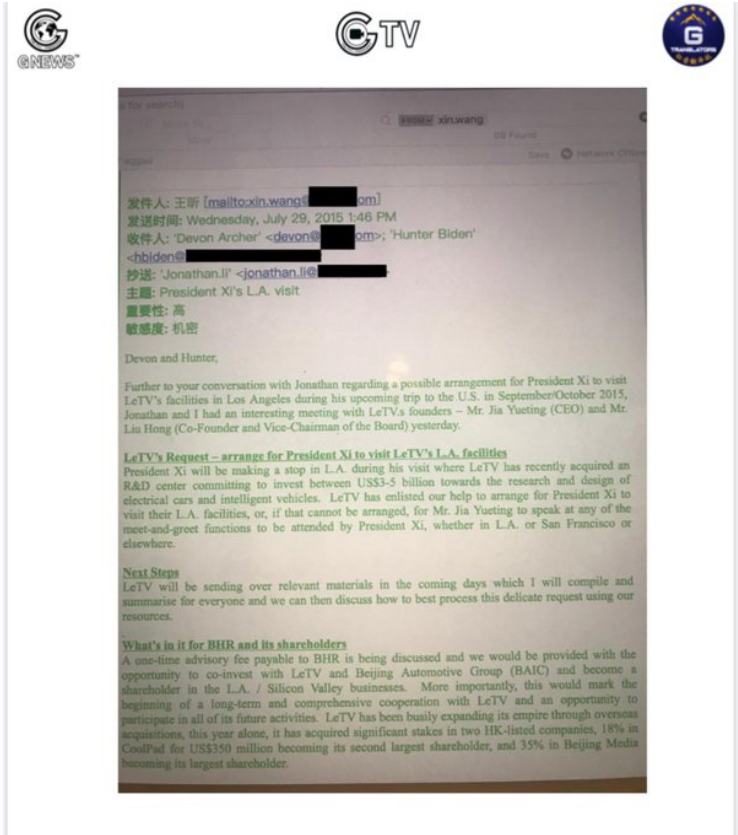 GNEWS
GTV
G
TRANSLATORS
e for search)
FROM xin.wang
Found
Save Network Offline
发件人: 王昕 [mailto:xin.wang@ om]
发送时间: Wednesday, July 29, 2015 1:46 PM
收件人: 'Devon Archer' <devon@ om>; 'Hunter Biden'
<hbiden@
抄送: 'Jonathan.li' <jonathan.li@
主题: President Xi's L.A. visit
重要性: 高
敏感度: 机密
Devon and Hunter,
Further to your conversation with Jonathan regarding a possible arrangement for President Xi to visit
LeTV's facilities in Los Angeles during his upcoming trip to the U.S. in September/October 2015,
Jonathan and I had an interesting meeting with LeTV.s founders – Mr. Jia Yueting (CEO) and Mr.
Liu Hong (Co-Founder and Vice-Chairman of the Board) yesterday.
LeTV's Request – arrange for President Xi to visit LeTV's L.A. facilities
President Xi will be making a stop in L.A. during his visit where LeTV has recently acquired an
R&D center committing to invest between US$3-5 billion towards the research and design of
electrical cars and intelligent vehicles. LeTV has enlisted our help to arrange for President Xi to
visit their L.A. facilities, or, if that cannot be arranged, for Mr. Jia Yueting to speak at any of the
meet-and-greet functions to be attended by President Xi, whether in L.A. or San Francisco or
elsewhere.
Next Steps
LeTV will be sending over relevant materials in the coming days which I will compile and
summarise for everyone and we can then discuss how to best process this delicate request using our
resources.
What's in it for BHR and its shareholders
A one-time advisory fee payable to BHR is being discussed and we would be provided with the
opportunity to co-invest with LeTV and Beijing Automotive Group (BAIC) and become a
shareholder in the L.A. / Silicon Valley businesses. More importantly, this would mark the
beginning of a long-term and comprehensive cooperation with LeTV and an opportunity to
participate in all of its future activities. LeTV has been busily expanding its empire through overseas
acquisitions, this year alone, it has acquired significant stakes in two HK-listed companies, 18% in
CoolPad for US$350 million becoming its second largest shareholder, and 35% in Beijing Media
becoming its largest shareholder.